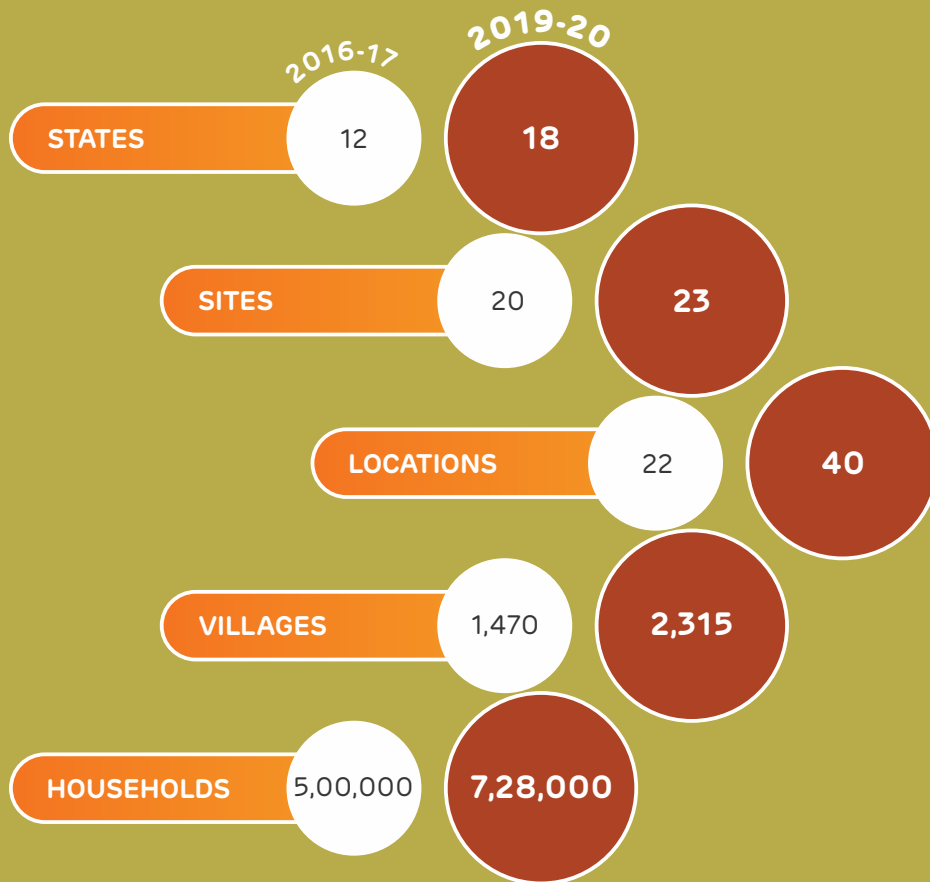 2016-17 2019-20
STATES 12 18
SITES 20 23
LOCATIONS 22 40
VILLAGES 1,470 2,315
HOUSEHOLDS 5,00,000 7,28,000